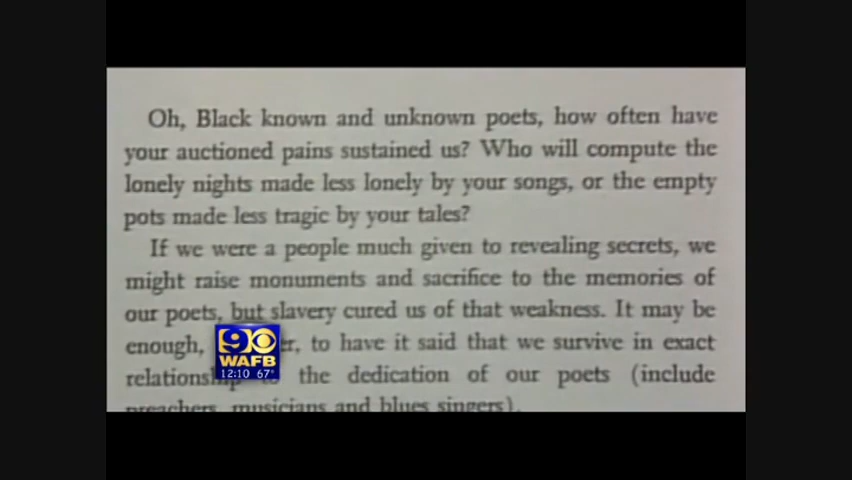 Oh, Black known and unknown poets, how often have
your auctioned pains sustained us? Who will compute the
lonely nights made less lonely by your songs, or the empty
pots made less tragic by your tales?
If we were a people much given to revealing secrets, we
might raise monuments and sacrifice to the memories of
our poets, but slavery cured us of that weakness. It may be
enough, er, to have it said that we survive in exact
relations the dedication of our poets (include
preachers, musicians and blues singers).
9
WAFB
12:10 67°